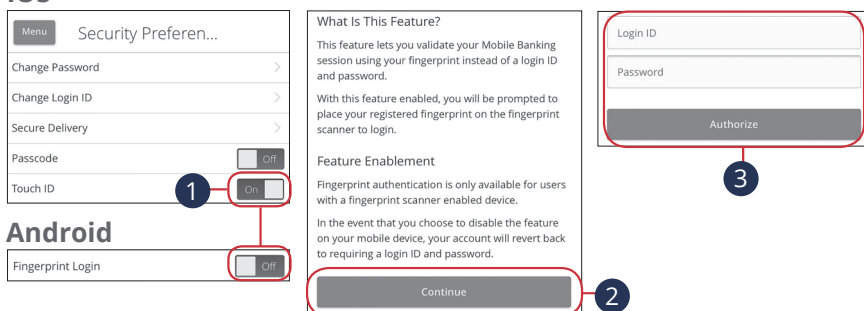 Menu
Security Preferen...
Change Password
Change Login ID
Secure Delivery
Passcode
Off
Touch ID
1
On
Android
Fingerprint Login
Off
What Is This Feature?
This feature lets you validate your Mobile Banking
session using your fingerprint instead of a login ID
and password.
With this feature enabled, you will be prompted to
place your registered fingerprint on the fingerprint
scanner to login.
Feature Enablement
Fingerprint authentication is only available for users
with a fingerprint scanner enabled device.
In the event that you choose to disable the feature
on your mobile device, your account will revert back
to requiring a login ID and password.
Continue
2
Login ID
Password
Authorize
3